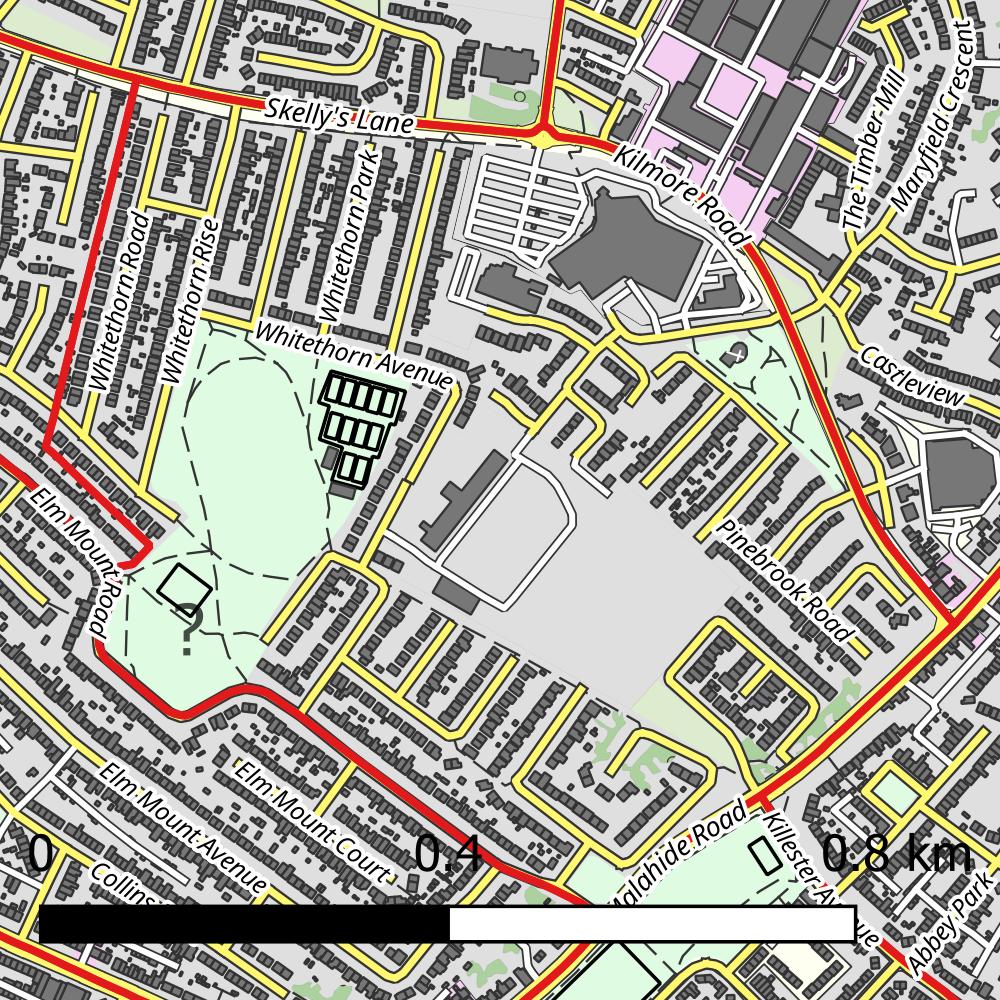 Skelly's Lane
Kilmore Road
The Timber Mill
Maryfield Crescent
Whitethorn Park
Whitethorn Road
Whitethorn Rise
Whitethorn Avenue
Castleview
Elm Mount Road
Pinebrook Road
?
Elm Mount Avenue
Elm Mount Court
Malahide Road
Killester Avenue
0 0.4 0.8 km
Collins
Abbey Park